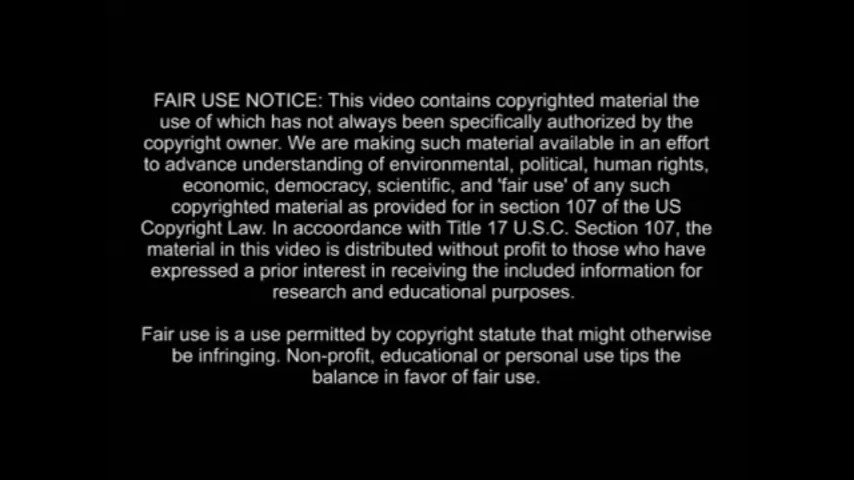 FAIR USE NOTICE: This video contains copyrighted material the
use of which has not always been specifically authorized by the
copyright owner. We are making such material available in an effort
to advance understanding of environmental, political, human rights,
economic, democracy, scientific, and 'fair use' of any such
copyrighted material as provided for in section 107 of the US
Copyright Law. In accoordance with Title 17 U.S.C. Section 107, the
material in this video is distributed without profit to those who have
expressed a prior interest in receiving the included information for
research and educational purposes.
Fair use is a use permitted by copyright statute that might otherwise
be infringing. Non-profit, educational or personal use tips the
balance in favor of fair use.